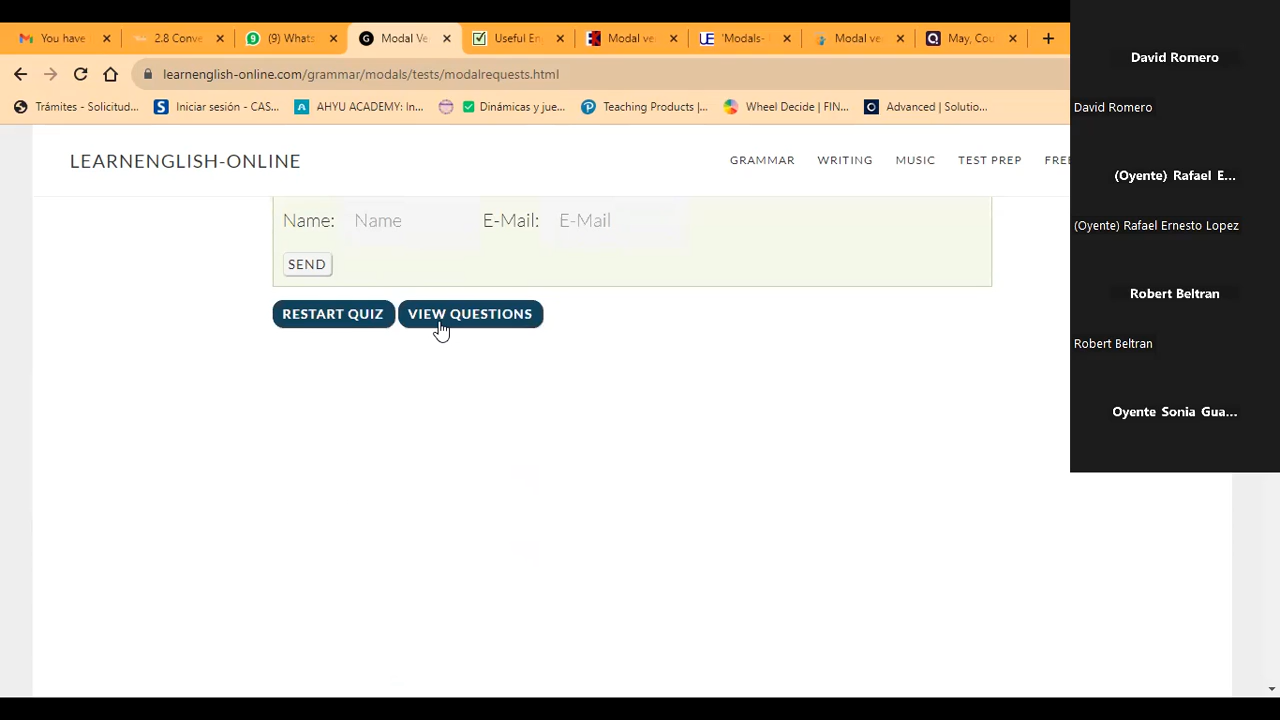 You have
2.8 Conve
(9) Whats
Modal Ve
Useful En
Modal ve
'Modals-
Modal ve
May, Cou
learnenglish-online.com/grammar/modals/tests/modalrequests.html
Trámites - Solicitud...
Iniciar sesión - CAS...
AHYU ACADEMY: In...
Dinámicas y jue...
Teaching Products |...
Wheel Decide | FIN...
Advanced | Solutio...
LEARNENGLISH-ONLINE
GRAMMAR
WRITING
MUSIC
TEST PREP
FREE
Name: Name E-Mail: E-Mail
SEND
RESTART QUIZ
VIEW QUESTIONS
David Romero
David Romero
(Oyente) Rafael E...
(Oyente) Rafael Ernesto Lopez
Robert Beltran
Robert Beltran
Oyente Sonia Gua...